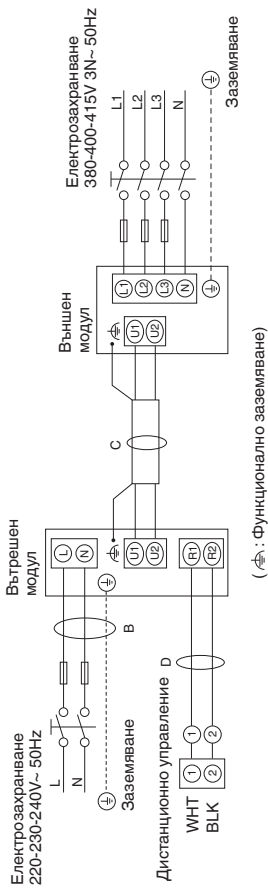 Електрозахранване
220-230-240V~ 50Hz
L
N
Заземяване
B
Вътрешен
модул
L
N
U1
U2
R1
R2
Дистанционно управление
WHT
BLK
1
2
1
2
D
C
Външен
модул
U1
U2
L1
L2
L3
N
Електрозахранване
380-400-415V 3N~ 50Hz
L1
L2
L3
N
Заземяване
( : Функционално заземяване)